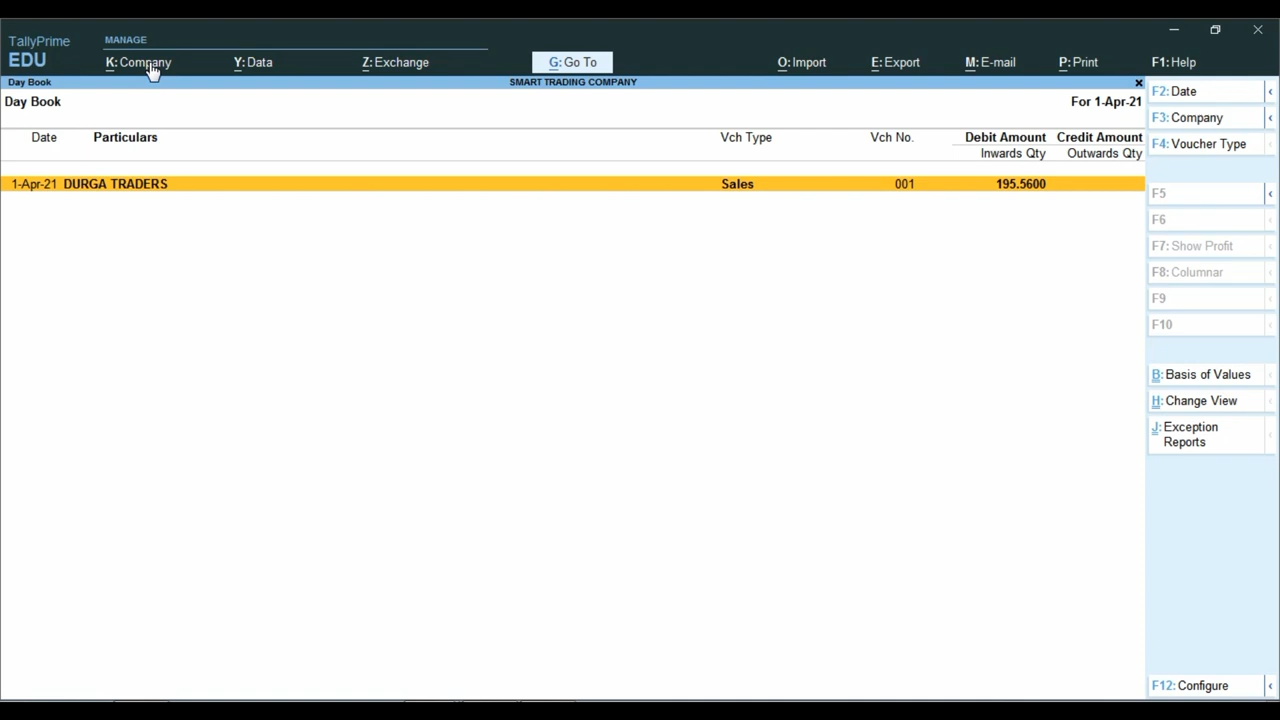 TallyPrime
EDU
MANAGE
K:Company
Y:Data
Z:Exchange
G:Go To
O:Import
E:Export
M:E-mail
P:Print
F1:Help
Day Book
SMART TRADING COMPANY
Day Book
For 1-Apr-21
Date
Particulars
Vch Type
Vch No.
Debit Amount
Credit Amount
Inwards Qty
Outwards Qty
1-Apr-21 DURGA TRADERS Sales 001 195.5600
F2:Date
F3:Company
F4:Voucher Type
F5
F6
F7:Show Profit
F8:Columnar
F9
F10
B:Basis of Values
H:Change View
J:Exception
Reports
F12:Configure